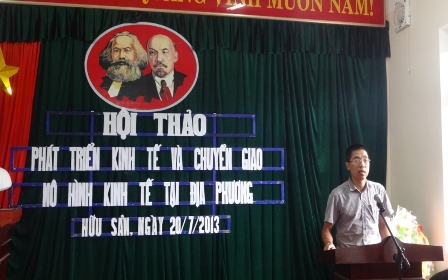 QUANG VINH MUÔN NĂM!
HỘI THẢO
PHÁT TRIỂN KINH TẾ VÀ CHUYỂN GIAO
MÔ HÌNH KINH TẾ TẠI ĐỊA PHƯƠNG
HỮU SẢN, NGÀY 20/7/2013